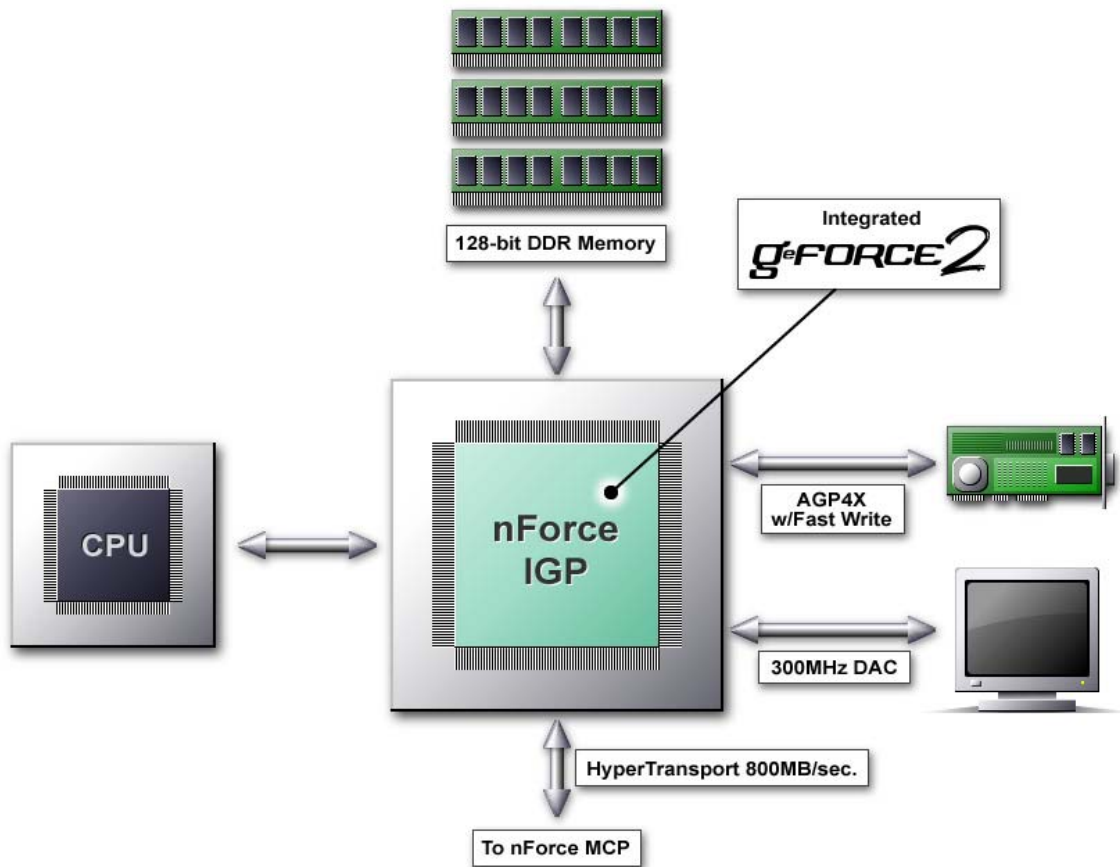 128-bit DDR Memory
Integrated
GeFORCE2
CPU
nForce
IGP
AGP4X
w/Fast Write
300MHz DAC
HyperTransport 800MB/sec.
To nForce MCP